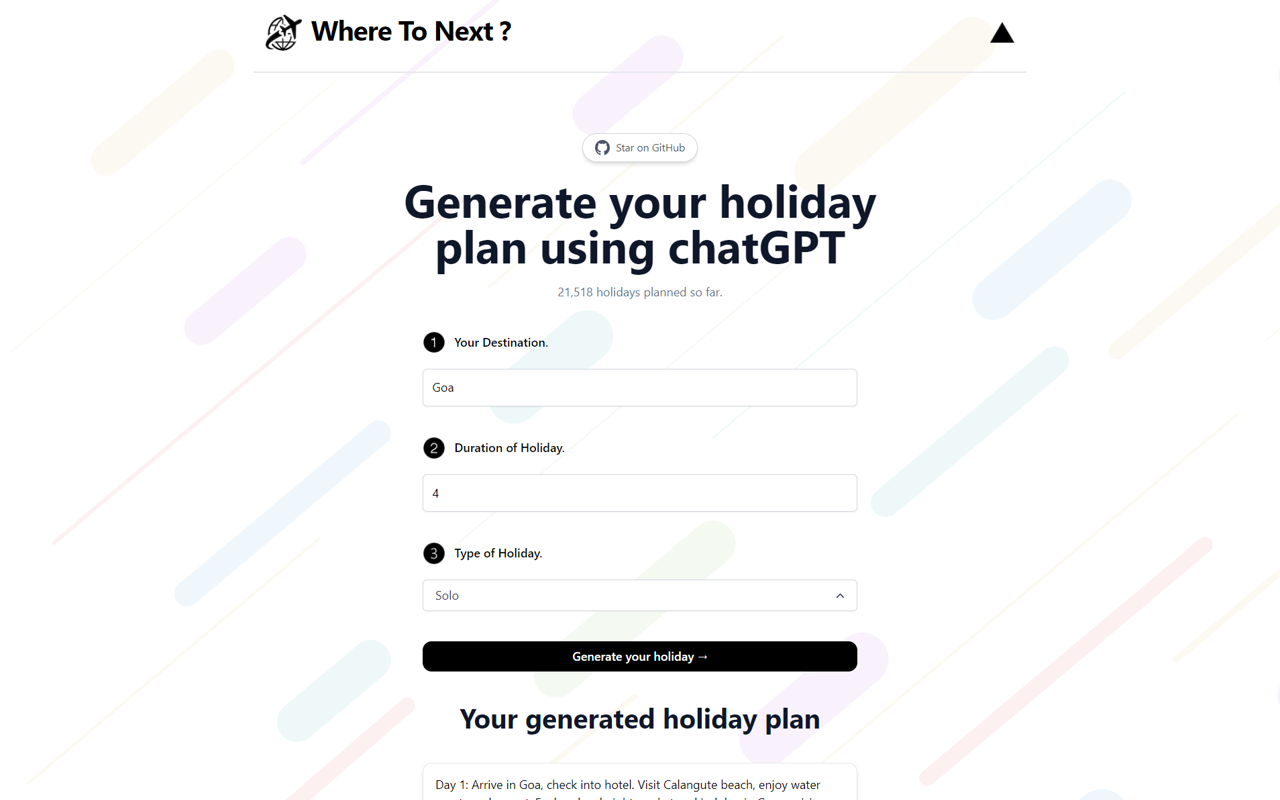 Where To Next ?
Star on GitHub
Generate your holiday
plan using chatGPT
21,518 holidays planned so far.
1 Your Destination.
Goa
2 Duration of Holiday.
4
3 Type of Holiday.
Solo
Generate your holiday →
Your generated holiday plan
Day 1: Arrive in Goa, check into hotel. Visit Calangute beach, enjoy water